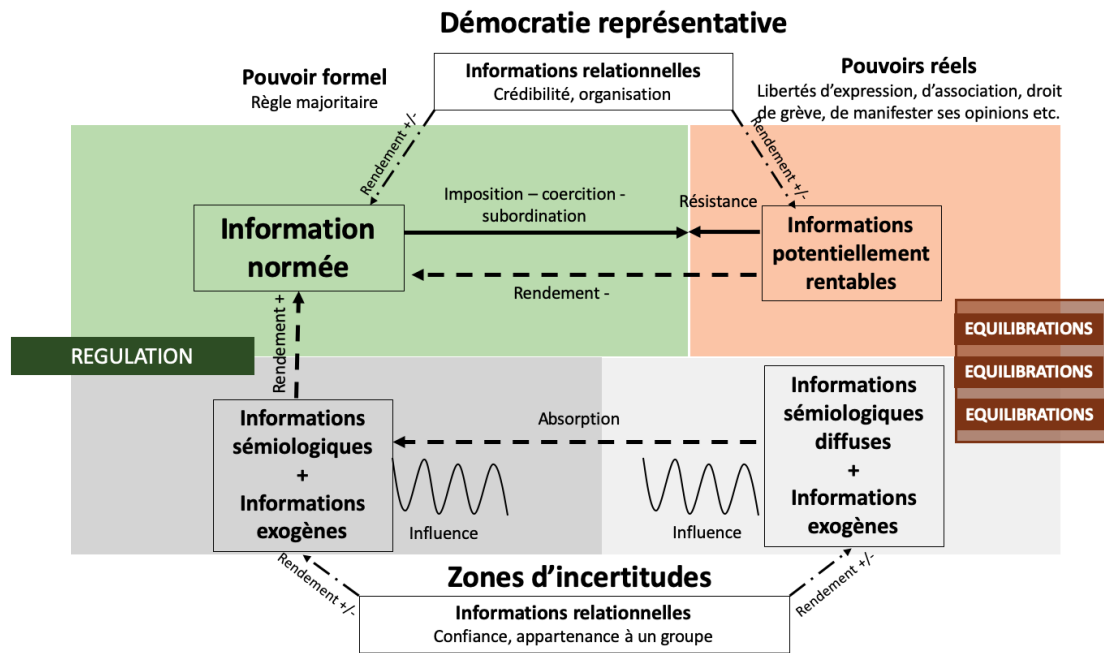 Démocratie représentative
Pouvoir formel
Règle majoritaire
Informations relationnelles
Crédibilité, organisation
Pouvoirs réels
Libertés d'expression, d'association, droit
de grève, de manifester ses opinions etc.
Rendement +/-
Rendement +/-
Imposition – coercition -
subordination
Résistance
Information
normée
Informations
potentiellement
rentables
Rendement -
Rendement +
REGULATION
EQUILIBRATIONS
EQUILIBRATIONS
EQUILIBRATIONS
Informations
sémiologiques
+
Informations
exogènes
Absorption
Influence
Influence
Informations
sémiologiques
diffuses
+
Informations
exogènes
Rendement +/-
Zones d'incertitudes
Rendement +/-
Informations relationnelles
Confiance, appartenance à un groupe